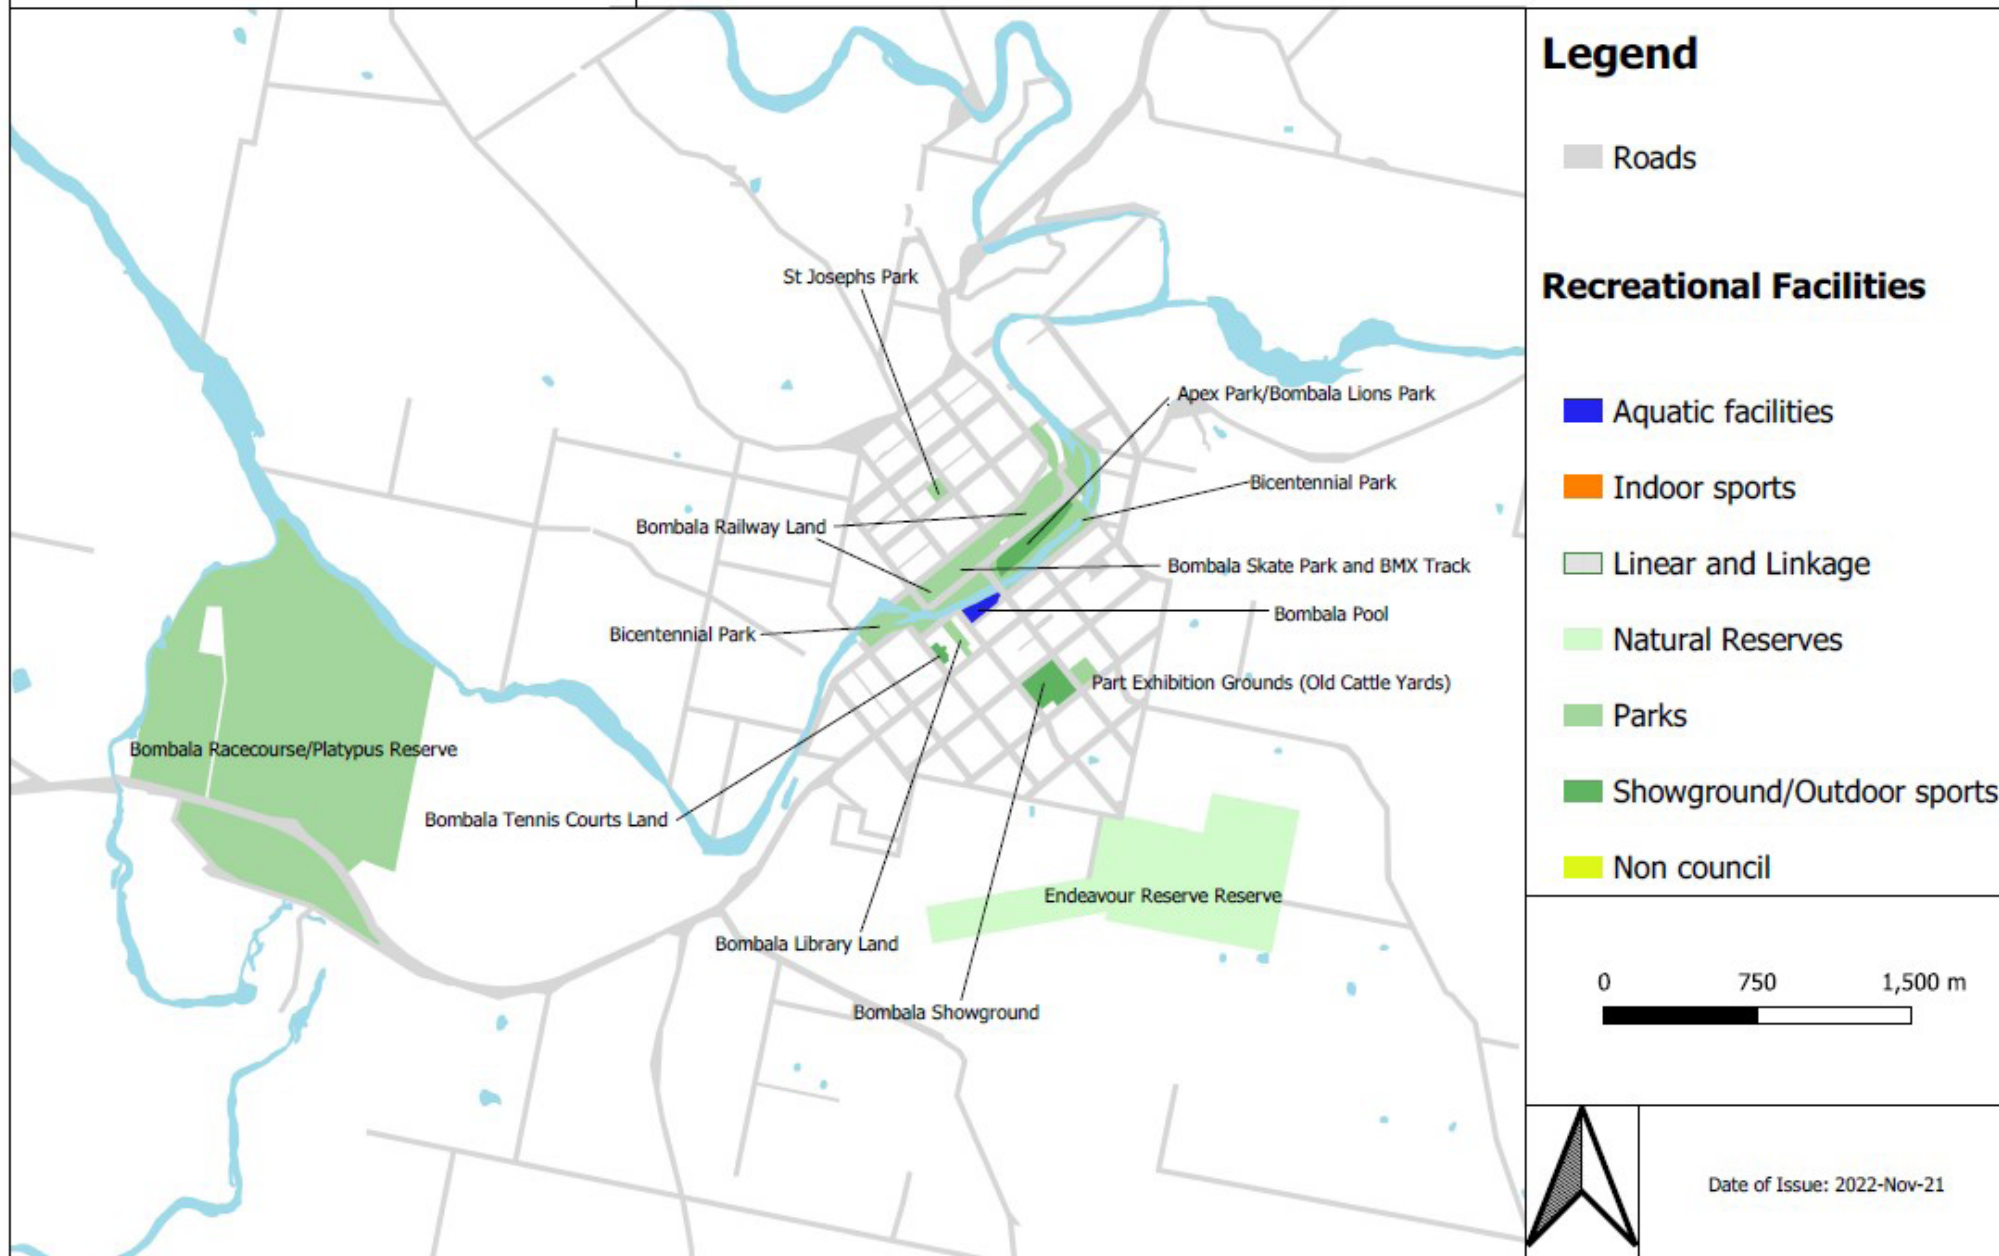 St Josephs Park
Apex Park/Bombala Lions Park
Bicentennial Park
Bombala Railway Land
Bombala Skate Park and BMX Track
Bombala Pool
Bicentennial Park
Part Exhibition Grounds (Old Cattle Yards)
Bombala Racecourse/Platypus Reserve
Bombala Tennis Courts Land
Endeavour Reserve Reserve
Bombala Library Land
Bombala Showground
Legend
Roads
Recreational Facilities
Aquatic facilities
Indoor sports
Linear and Linkage
Natural Reserves
Parks
Showground/Outdoor sports
Non council
0 750 1,500 m
Date of Issue: 2022-Nov-21